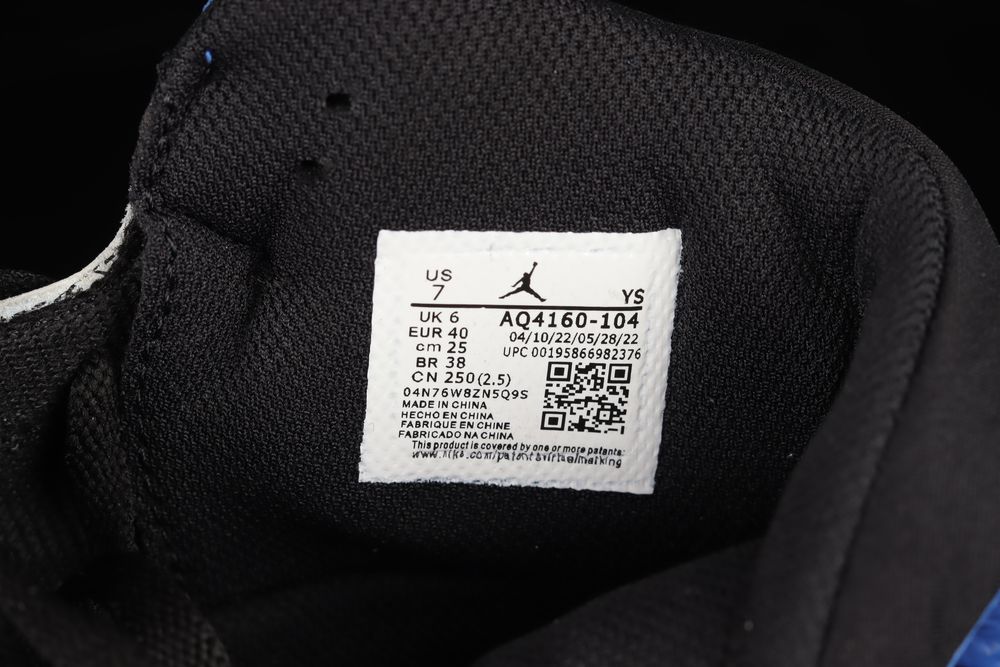 US
7
YS
UK 6
EUR 40
cm 25
BR 38
CN 250(2.5)
AQ4160-104
04/10/22/05/28/22
UPC 00195866982376
04N76W8ZN5Q9S
MADE IN CHINA
HECHO EN CHINA
FABRIQUE EN CHINE
FABRICADO NA CHINA
This product is covered by one or more patents: